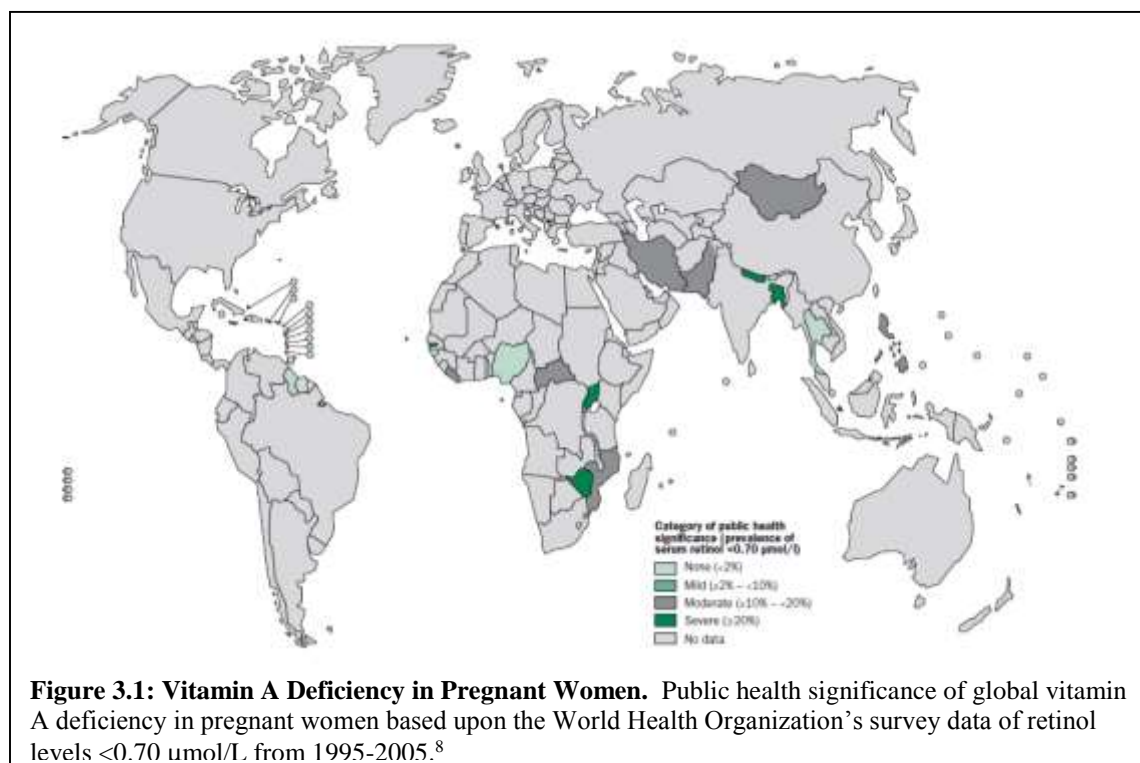 Category of public health
significance (prevalence of
serum retinol <0.70 µmol/l)
None (<2%)
Mild (≥2% – <10%)
Moderate (≥10% – <20%)
Severe (≥20%)
No data
Figure 3.1: Vitamin A Deficiency in Pregnant Women. Public health significance of global vitamin
A deficiency in pregnant women based upon the World Health Organization’s survey data of retinol
levels <0.70 µmol/L from 1995-2005.8